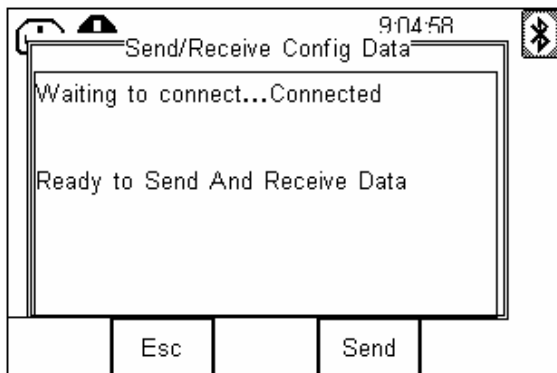 9:04:58
Send/Receive Config Data
Waiting to connect...Connected
Ready to Send And Receive Data
Esc
Send